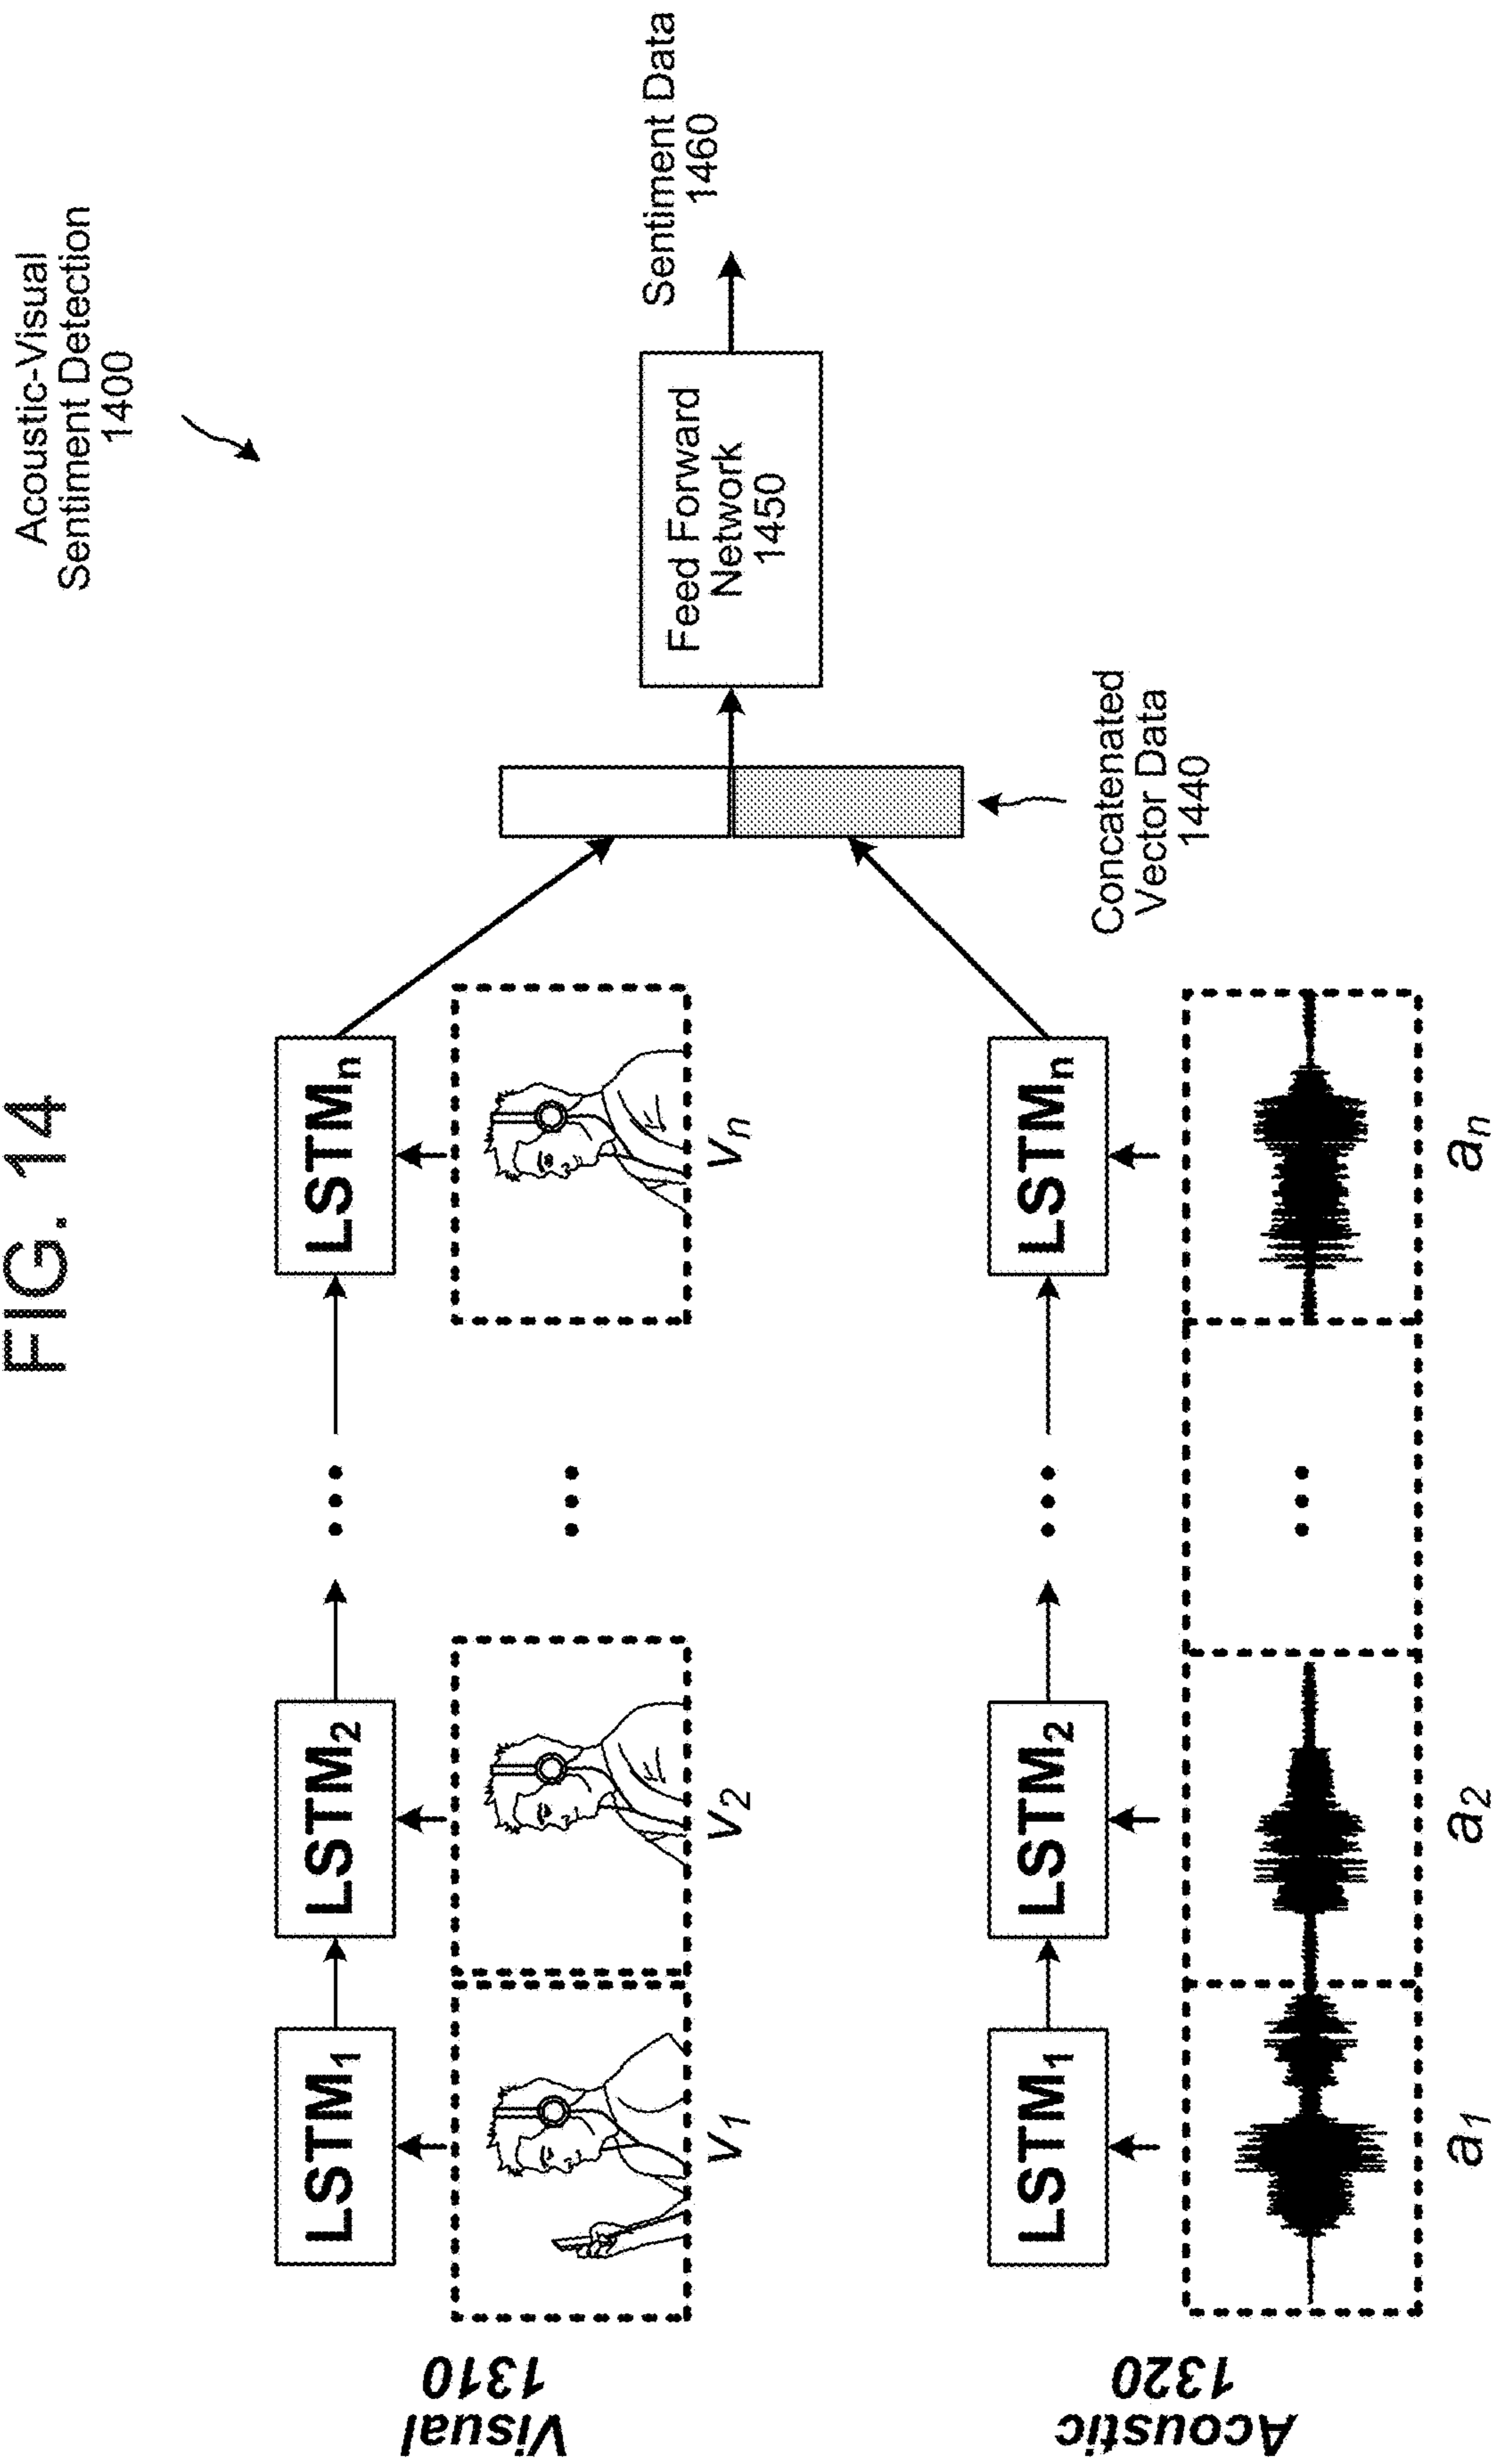 FIG. 14
Acoustic-Visual
Sentiment Detection
1400
Visual
1310
LSTM1
LSTM2
...
LSTMn
v1
v2
...
vn
Acoustic
1320
LSTM1
LSTM2
...
LSTMn
a1
a2
...
an
Concatenated
Vector Data
1440
Feed Forward
Network
1450
Sentiment Data
1460